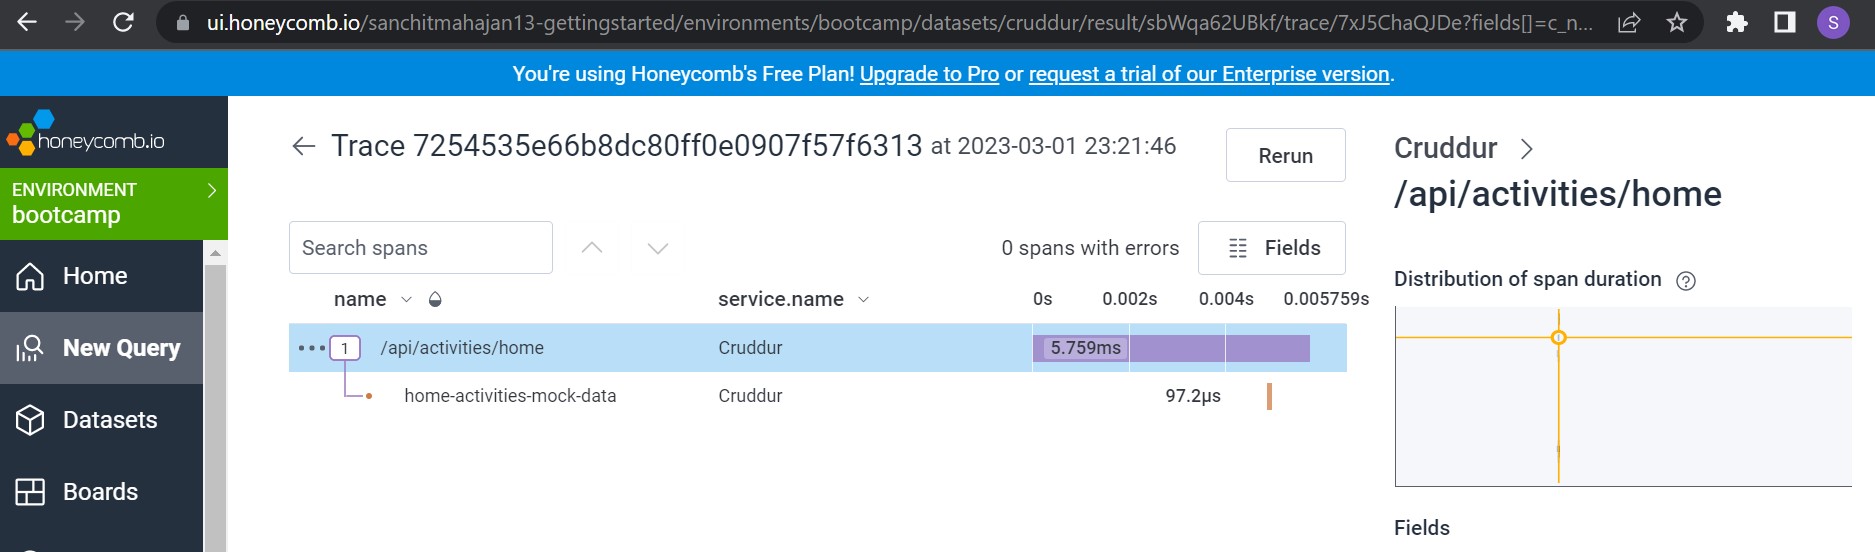 ui.honeycomb.io/sanchitmahajan13-gettingstarted/environments/bootcamp/datasets/cruddur/result/sbWqa62UBkf/trace/7xJ5ChaQJDe?fields[]=c_n...
S
You're using Honeycomb's Free Plan! Upgrade to Pro or request a trial of our Enterprise version.
honeycomb.io
ENVIRONMENT
bootcamp
Home
New Query
Datasets
Boards
Trace 7254535e66b8dc80ff0e0907f57f6313 at 2023-03-01 23:21:46
Rerun
Search spans
0 spans with errors
Fields
name service.name 0s 0.002s 0.004s 0.005759s
1 /api/activities/home Cruddur 5.759ms
home-activities-mock-data Cruddur 97.2µs
Cruddur
/api/activities/home
Distribution of span duration ?
Fields